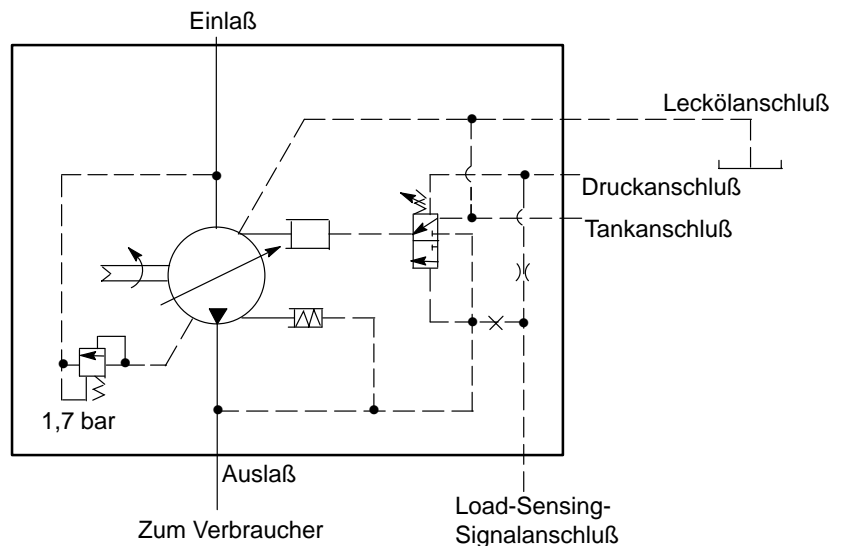 Einlaß
Leckölanschluß
Druckanschluß
Tankanschluß
1,7 bar
Auslaß
Zum Verbraucher
Load-Sensing-
Signalanschluß